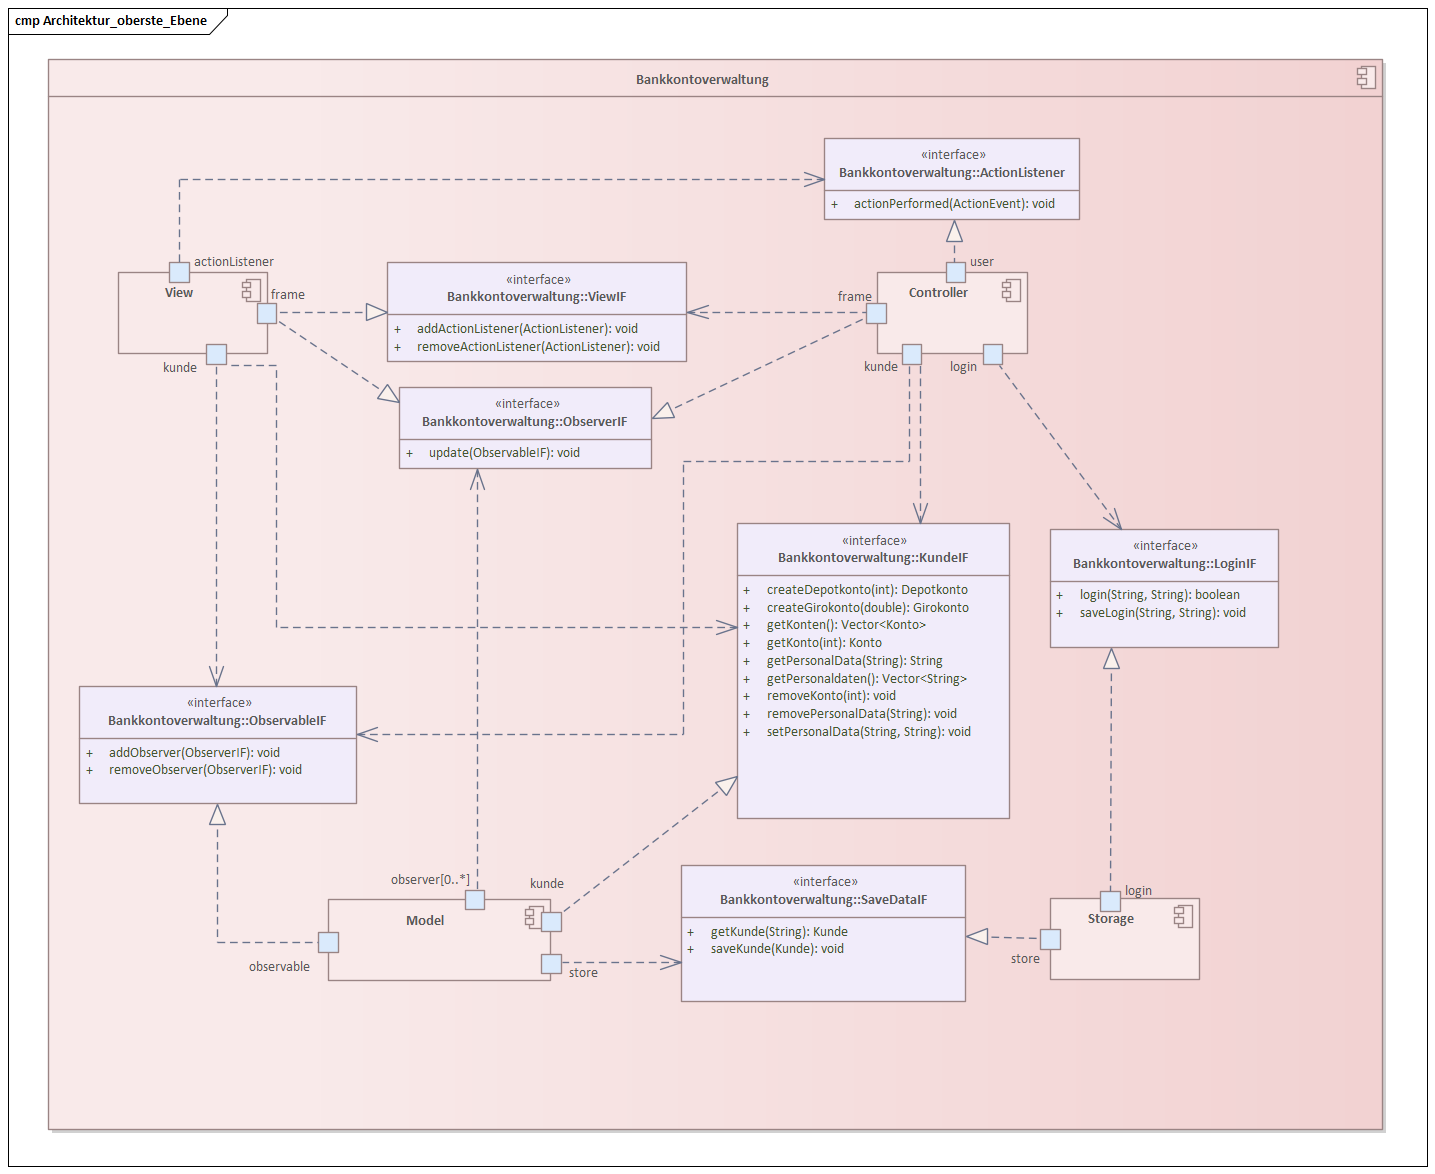 cmp Architektur_oberste_Ebene
Bankkontoverwaltung
«interface»
Bankkontoverwaltung::ActionListener
+ actionPerformed(ActionEvent): void
actionListener
View
frame
kunde
«interface»
Bankkontoverwaltung::ViewIF
+ addActionListener(ActionListener): void
+ removeActionListener(ActionListener): void
user
frame
Controller
kunde
login
«interface»
Bankkontoverwaltung::ObserverIF
+ update(ObservableIF): void
«interface»
Bankkontoverwaltung::KundeIF
+ createDepotkonto(int): Depotkonto
+ createGirokonto(double): Girokonto
+ getKonten(): Vector<Konto>
+ getKonto(int): Konto
+ getPersonalData(String): String
+ getPersonaldaten(): Vector<String>
+ removeKonto(int): void
+ removePersonalData(String): void
+ setPersonalData(String, String): void
«interface»
Bankkontoverwaltung::LoginIF
+ login(String, String): boolean
+ saveLogin(String, String): void
«interface»
Bankkontoverwaltung::ObservableIF
+ addObserver(ObserverIF): void
+ removeObserver(ObserverIF): void
observer[0..*]
kunde
Model
observable
store
«interface»
Bankkontoverwaltung::SaveDataIF
+ getKunde(String): Kunde
+ saveKunde(Kunde): void
login
Storage
store